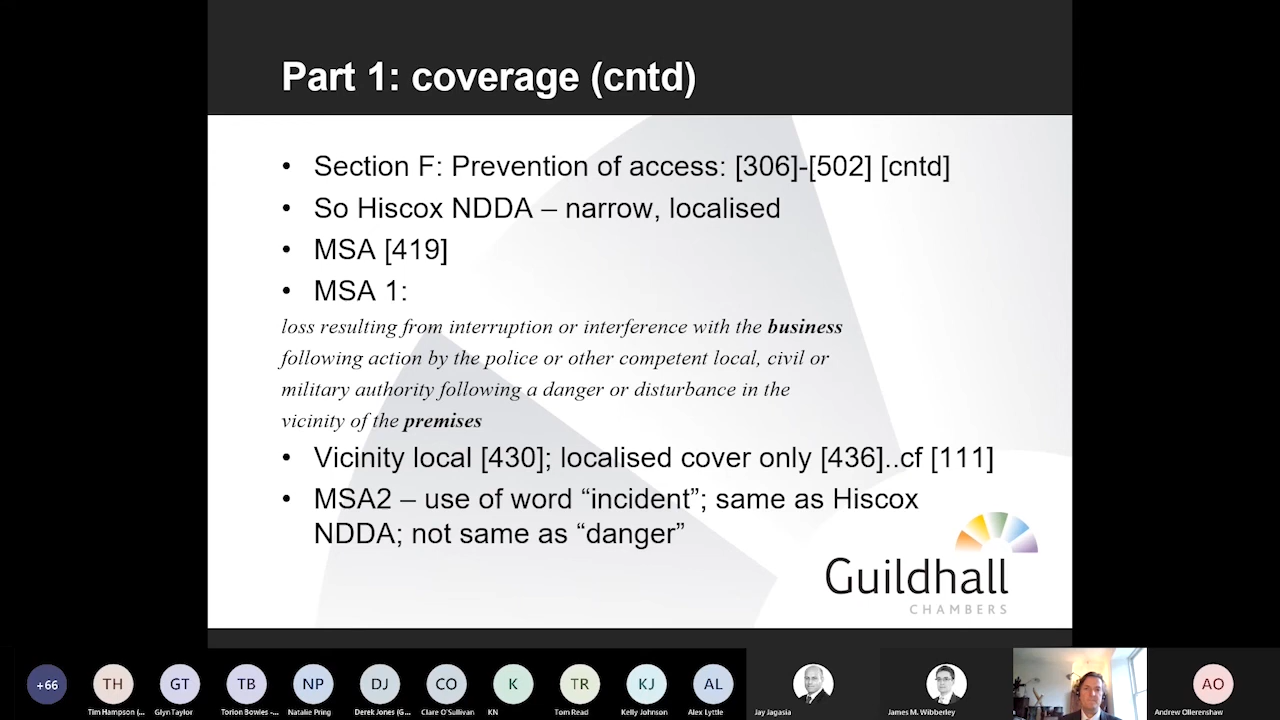 Part 1: coverage (cntd)
• Section F: Prevention of access: [306]-[502] [cntd]
• So Hiscox NDDA – narrow, localised
• MSA [419]
• MSA 1:
loss resulting from interruption or interference with the business
following action by the police or other competent local, civil or
military authority following a danger or disturbance in the
vicinity of the premises
• Vicinity local [430]; localised cover only [436]..cf [111]
• MSA2 – use of word “incident”; same as Hiscox
NDDA; not same as “danger”
Guildhall
CHAMBERS
+66
TH
GT
TB
NP
DJ
CO
K
TR
KJ
AL
AO
Tim Hampson (...
Glyn Taylor
Torion Bowles -...
Natalie Pring
Derek Jones (G...
Clare O'Sullivan
KN
Tom Read
Kelly Johnson
Alex Lyttle
Jay Jagasia
James M. Wibberley
Andrew Ollerenshaw